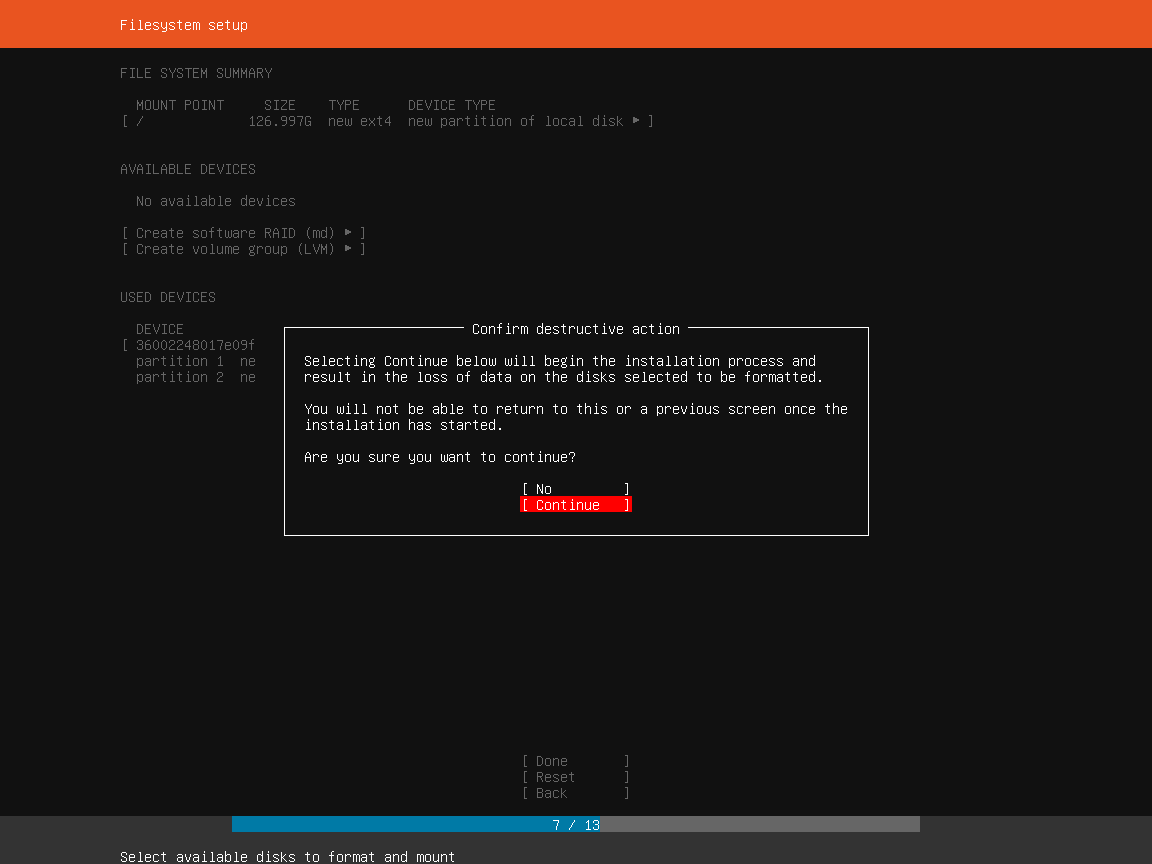 Filesystem setup
FILE SYSTEM SUMMARY
MOUNT POINT SIZE TYPE DEVICE TYPE
[ / 126.997G new ext4 new partition of local disk ▸ ]
AVAILABLE DEVICES
No available devices
[ Create software RAID (md) ▸ ]
[ Create volume group (LVM) ▸ ]
USED DEVICES
DEVICE
[ 36002248017e09f
partition 1 ne
partition 2 ne
Confirm destructive action
Selecting Continue below will begin the installation process and
result in the loss of data on the disks selected to be formatted.
You will not be able to return to this or a previous screen once the
installation has started.
Are you sure you want to continue?
[ No ]
[ Continue ]
[ Done ]
[ Reset ]
[ Back ]
7 / 13
Select available disks to format and mount